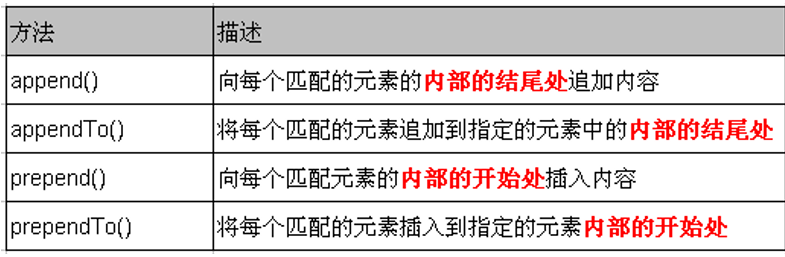 方法 描述
append() 向每个匹配的元素的内部的结尾处追加内容
appendTo() 将每个匹配的元素追加到指定的元素中的内部的结尾处
prepend() 向每个匹配元素的内部的开始处插入内容
prependTo() 将每个匹配的元素插入到指定的元素内部的开始处